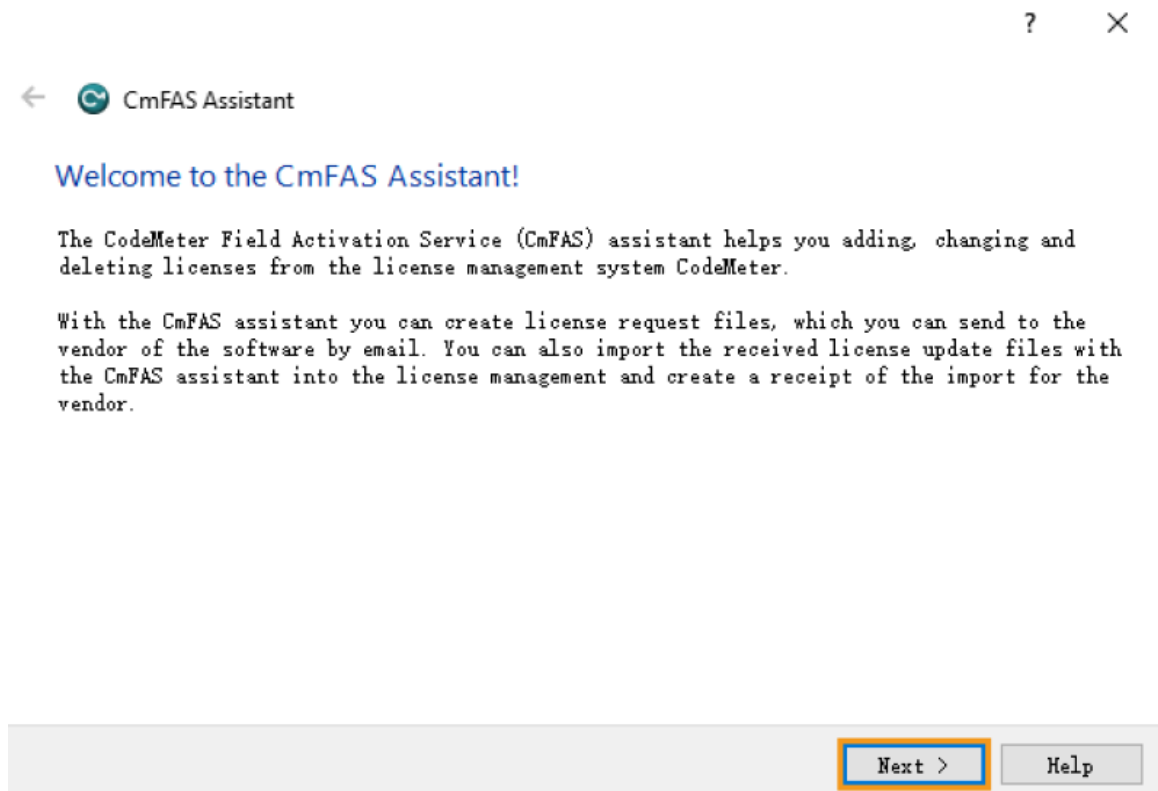 ?
CmFAS Assistant
Welcome to the CmFAS Assistant!
The CodeMeter Field Activation Service (CmFAS) assistant helps you adding, changing and
deleting licenses from the license management system CodeMeter.
With the CmFAS assistant you can create license request files, which you can send to the
vendor of the software by email. You can also import the received license update files with
the CmFAS assistant into the license management and create a receipt of the import for the
vendor.
Next >
Help